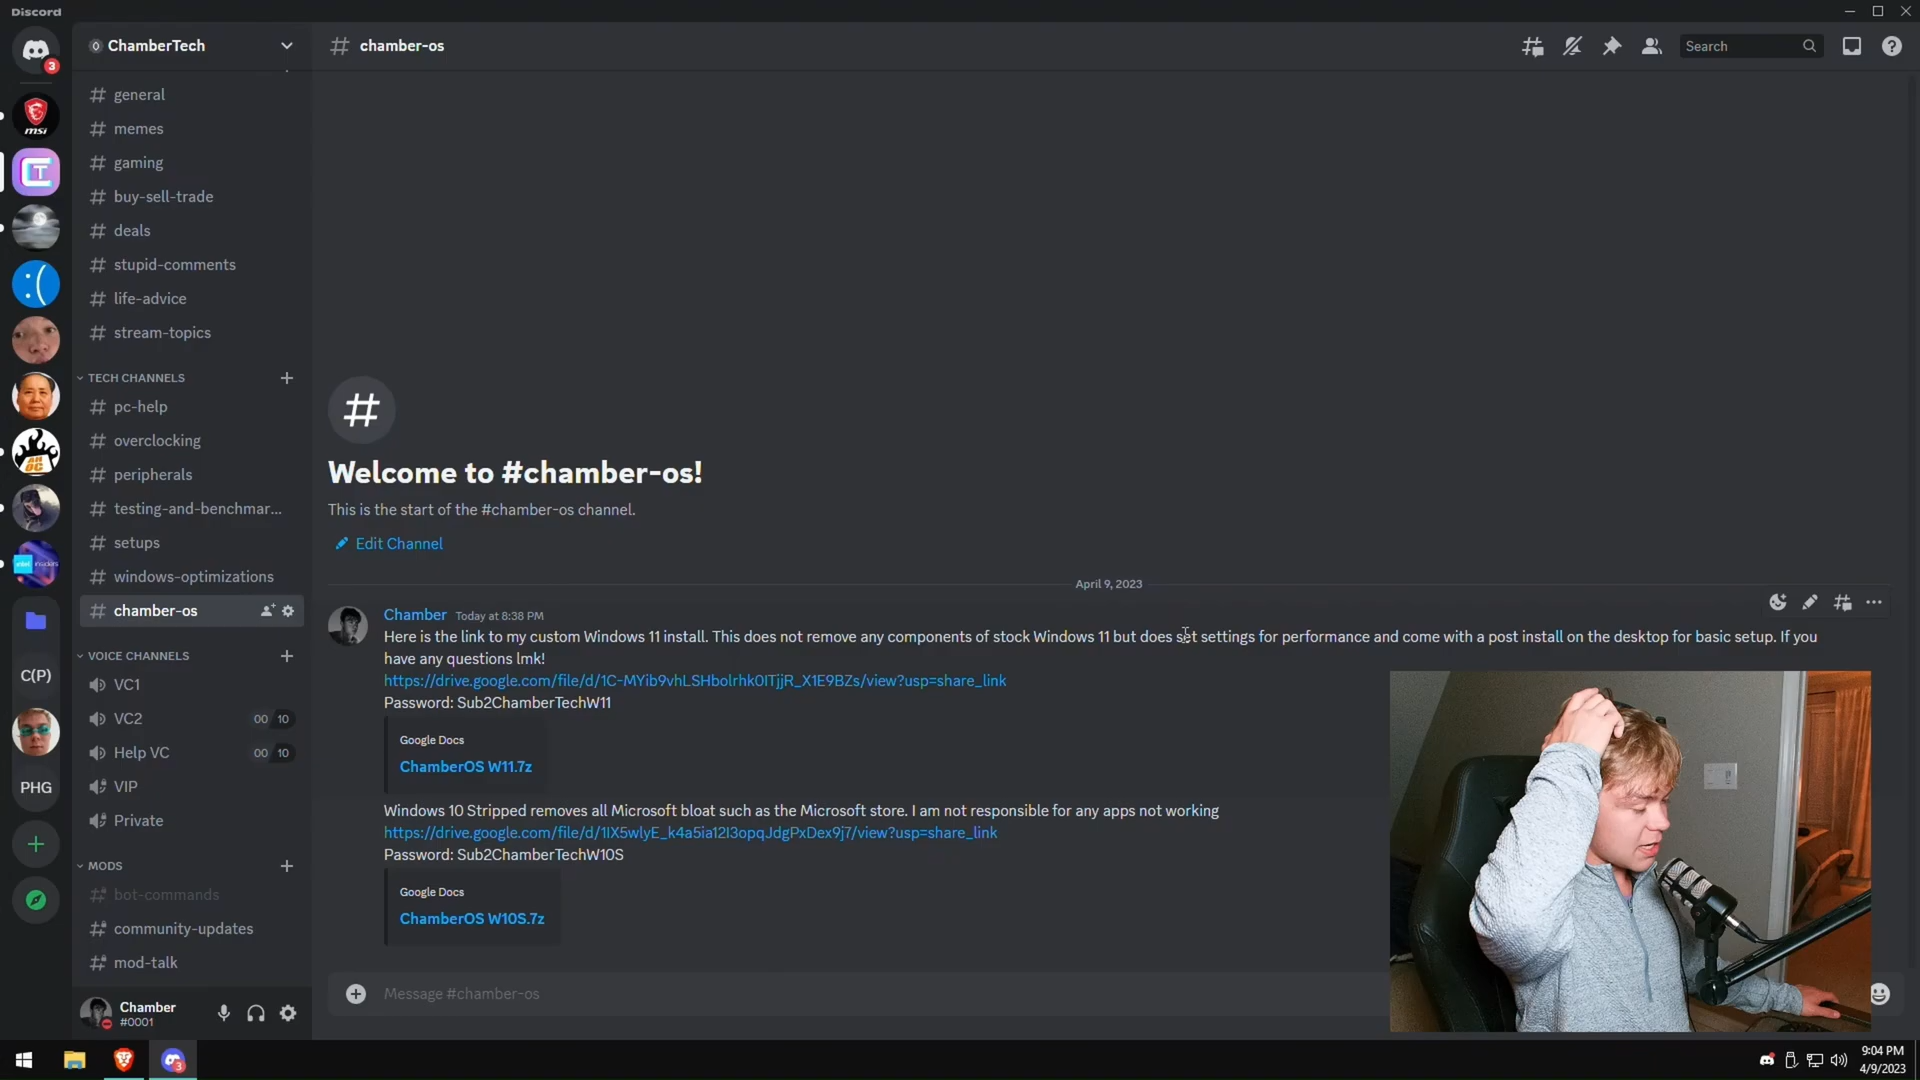 Discord
3
ChamberTech
chamber-os
Search
general
memes
gaming
buy-sell-trade
deals
stupid-comments
life-advice
stream-topics
TECH CHANNELS
pc-help
overclocking
peripherals
testing-and-benchmar...
setups
windows-optimizations
chamber-os
VOICE CHANNELS
VC1
VC2
00 10
Help VC
00 10
VIP
Private
MODS
bot-commands
community-updates
mod-talk
msi
CT
:(
C(P)
PHG
Welcome to #chamber-os!
This is the start of the #chamber-os channel.
Edit Channel
April 9, 2023
Chamber Today at 8:38 PM
Here is the link to my custom Windows 11 install. This does not remove any components of stock Windows 11 but does set settings for performance and come with a post install on the desktop for basic setup. If you
have any questions lmk!
https://drive.google.com/file/d/1C-MYib9vhLSHbolrhk0ITjjR_X1E9BZs/view?usp=share_link
Password: Sub2ChamberTechW11
Google Docs
ChamberOS W11.7z
Windows 10 Stripped removes all Microsoft bloat such as the Microsoft store. I am not responsible for any apps not working
https://drive.google.com/file/d/1IX5wlyE_k4a5ia12I3opqJdgPxDex9j7/view?usp=share_link
Password: Sub2ChamberTechW10S
Google Docs
ChamberOS W10S.7z
Message #chamber-os
Chamber
#0001
3
9:04 PM
4/9/2023